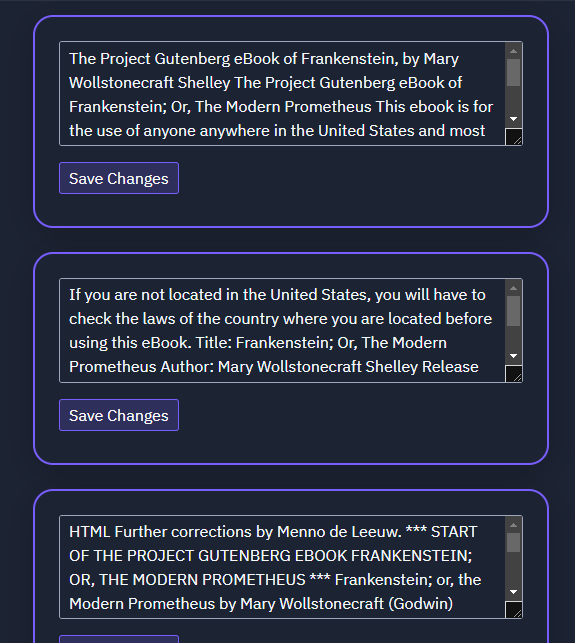 The Project Gutenberg eBook of Frankenstein, by Mary
Wollstonecraft Shelley The Project Gutenberg eBook of
Frankenstein; Or, The Modern Prometheus This ebook is for
the use of anyone anywhere in the United States and most
Save Changes
If you are not located in the United States, you will have to
check the laws of the country where you are located before
using this eBook. Title: Frankenstein; Or, The Modern
Prometheus Author: Mary Wollstonecraft Shelley Release
Save Changes
HTML Further corrections by Menno de Leeuw. *** START
OF THE PROJECT GUTENBERG EBOOK FRANKENSTEIN;
OR, THE MODERN PROMETHEUS *** Frankenstein; or, the
Modern Prometheus by Mary Wollstonecraft (Godwin)